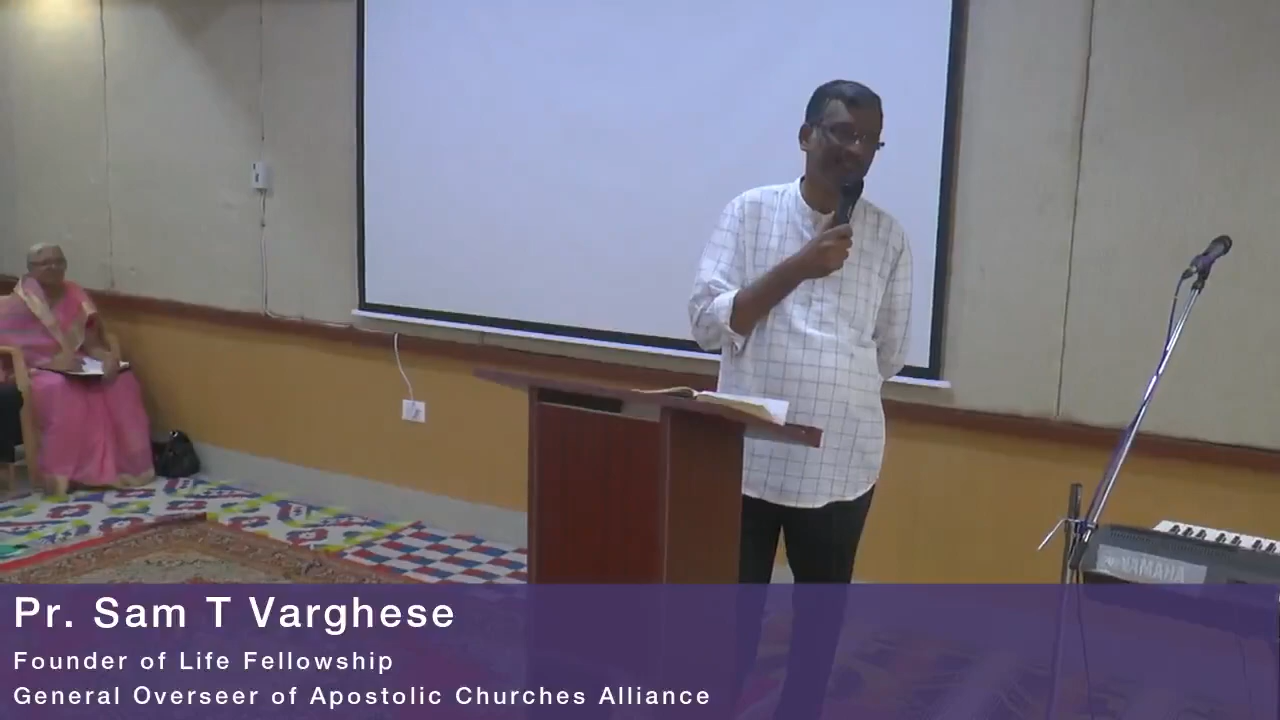 Pr. Sam T Varghese
Founder of Life Fellowship
General Overseer of Apostolic Churches Alliance
YAMAHA